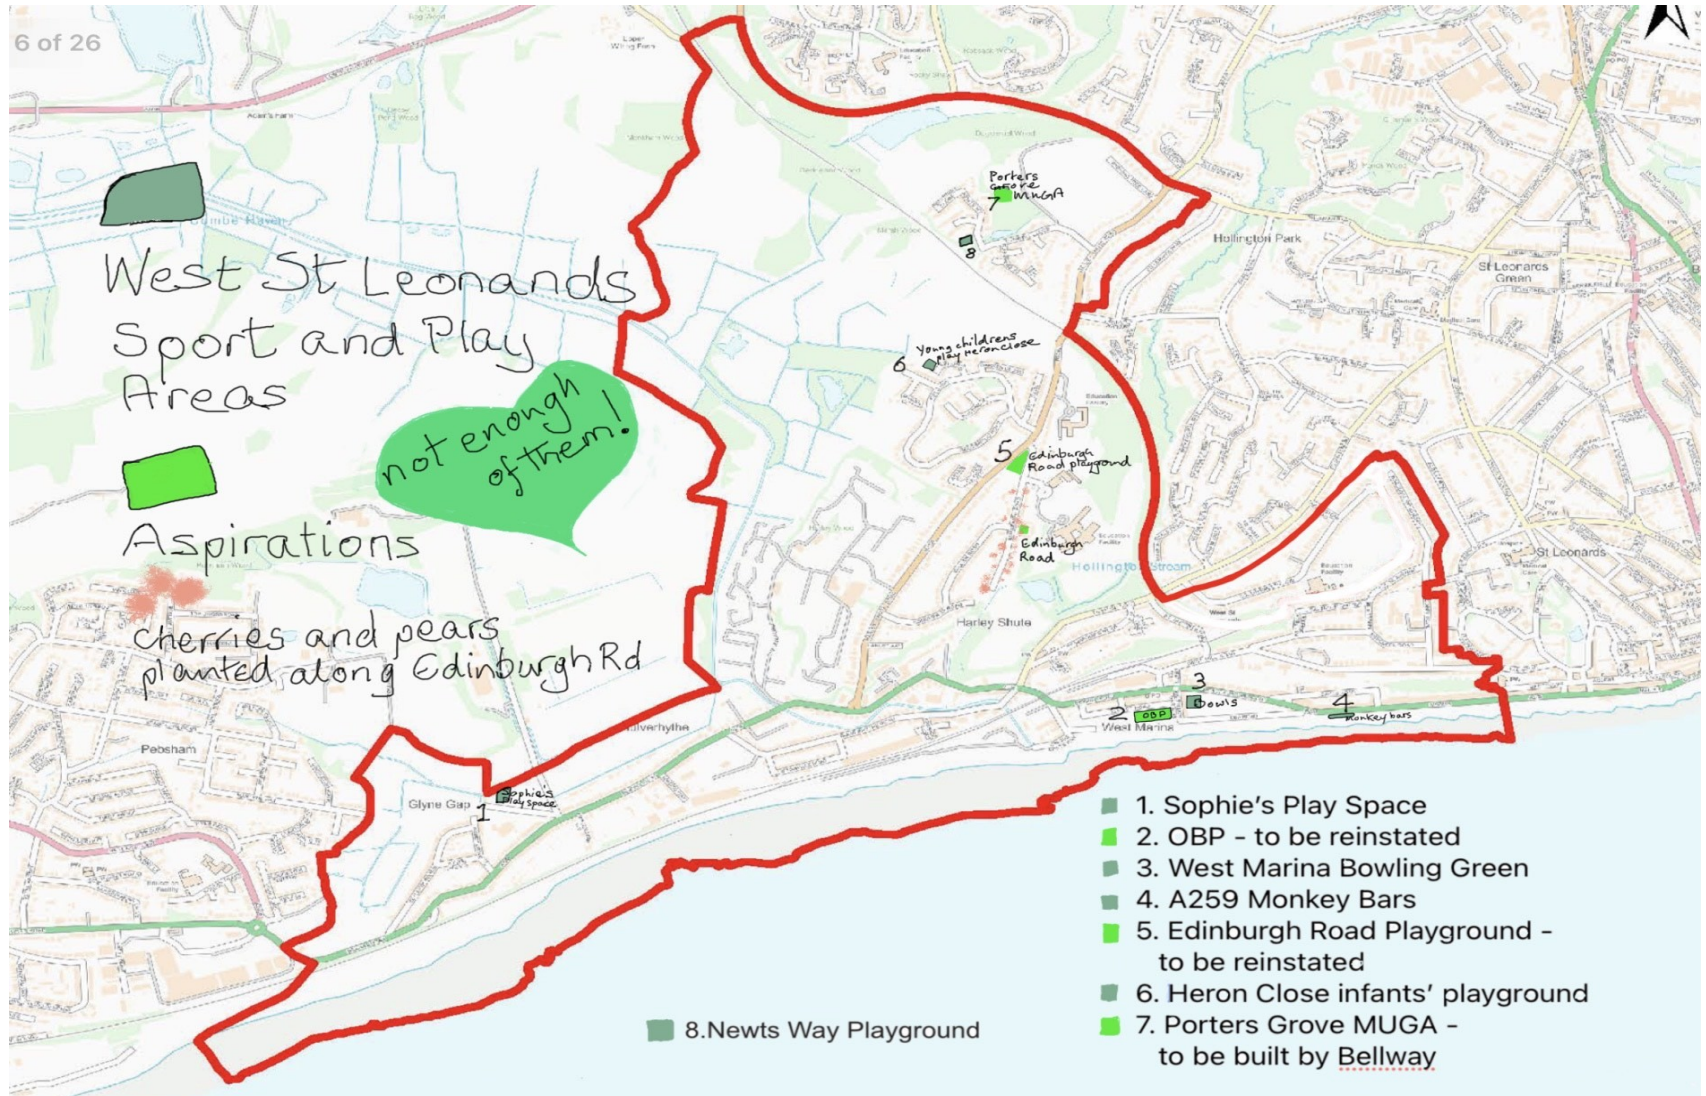 6 of 26
West St Leonands
Sport and Play
Areas
not enough
of them!
Aspirations
cherries and pears
planted along Edinburgh Rd
Porters
Grove
MUGA
7
8
Hollington Park
St Leonards
Green
Young childrens
play Heron Close
6
5
Edinburgh
Road playground
Edinburgh
Road
Hollington Stream
St Leonards
Harley Shute
3
Bowls
2
OBP
4
Monkey bars
West Marina
Pebsham
Glyne Gap
Sophie's
Play space
1
1. Sophie's Play Space
2. OBP - to be reinstated
3. West Marina Bowling Green
4. A259 Monkey Bars
5. Edinburgh Road Playground -
to be reinstated
6. Heron Close infants' playground
7. Porters Grove MUGA -
to be built by Bellway
8.Newts Way Playground